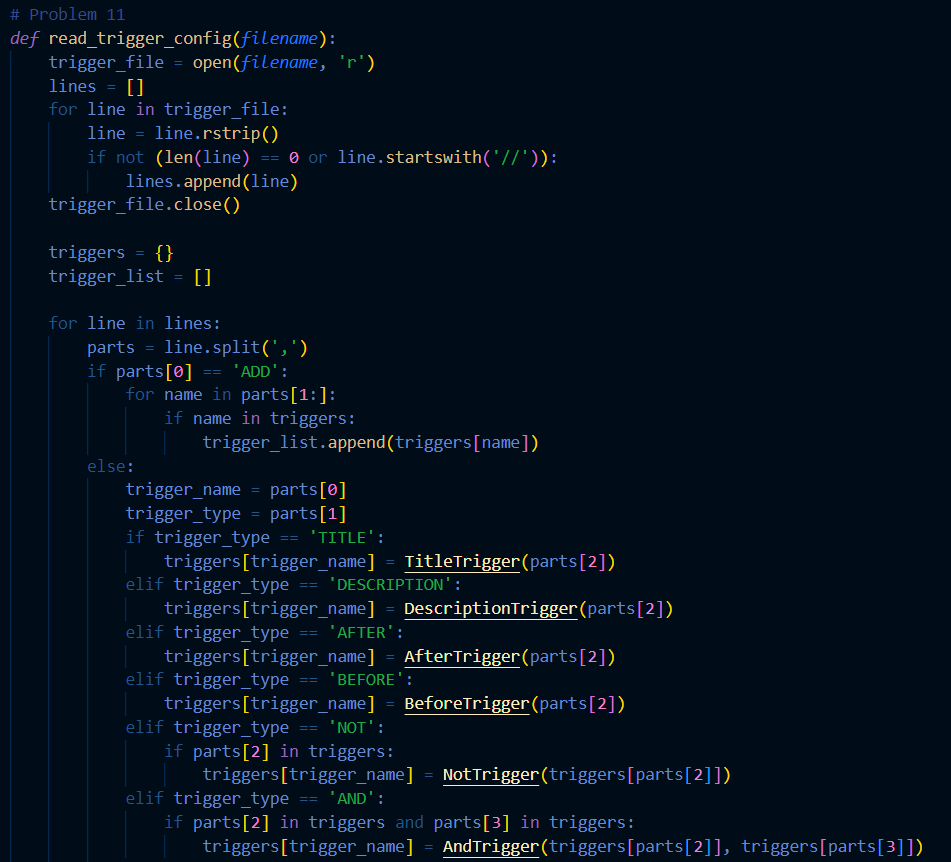 # Problem 11
def read_trigger_config(filename):
    trigger_file = open(filename, 'r')
    lines = []
    for line in trigger_file:
        line = line.rstrip()
        if not (len(line) == 0 or line.startswith('//')):
            lines.append(line)
    trigger_file.close()

    triggers = {}
    trigger_list = []

    for line in lines:
        parts = line.split(',')
        if parts[0] == 'ADD':
            for name in parts[1:]:
                if name in triggers:
                    trigger_list.append(triggers[name])
        else:
            trigger_name = parts[0]
            trigger_type = parts[1]
            if trigger_type == 'TITLE':
                triggers[trigger_name] = TitleTrigger(parts[2])
            elif trigger_type == 'DESCRIPTION':
                triggers[trigger_name] = DescriptionTrigger(parts[2])
            elif trigger_type == 'AFTER':
                triggers[trigger_name] = AfterTrigger(parts[2])
            elif trigger_type == 'BEFORE':
                triggers[trigger_name] = BeforeTrigger(parts[2])
            elif trigger_type == 'NOT':
                if parts[2] in triggers:
                    triggers[trigger_name] = NotTrigger(triggers[parts[2]])
            elif trigger_type == 'AND':
                if parts[2] in triggers and parts[3] in triggers:
                    triggers[trigger_name] = AndTrigger(triggers[parts[2]], triggers[parts[3]])